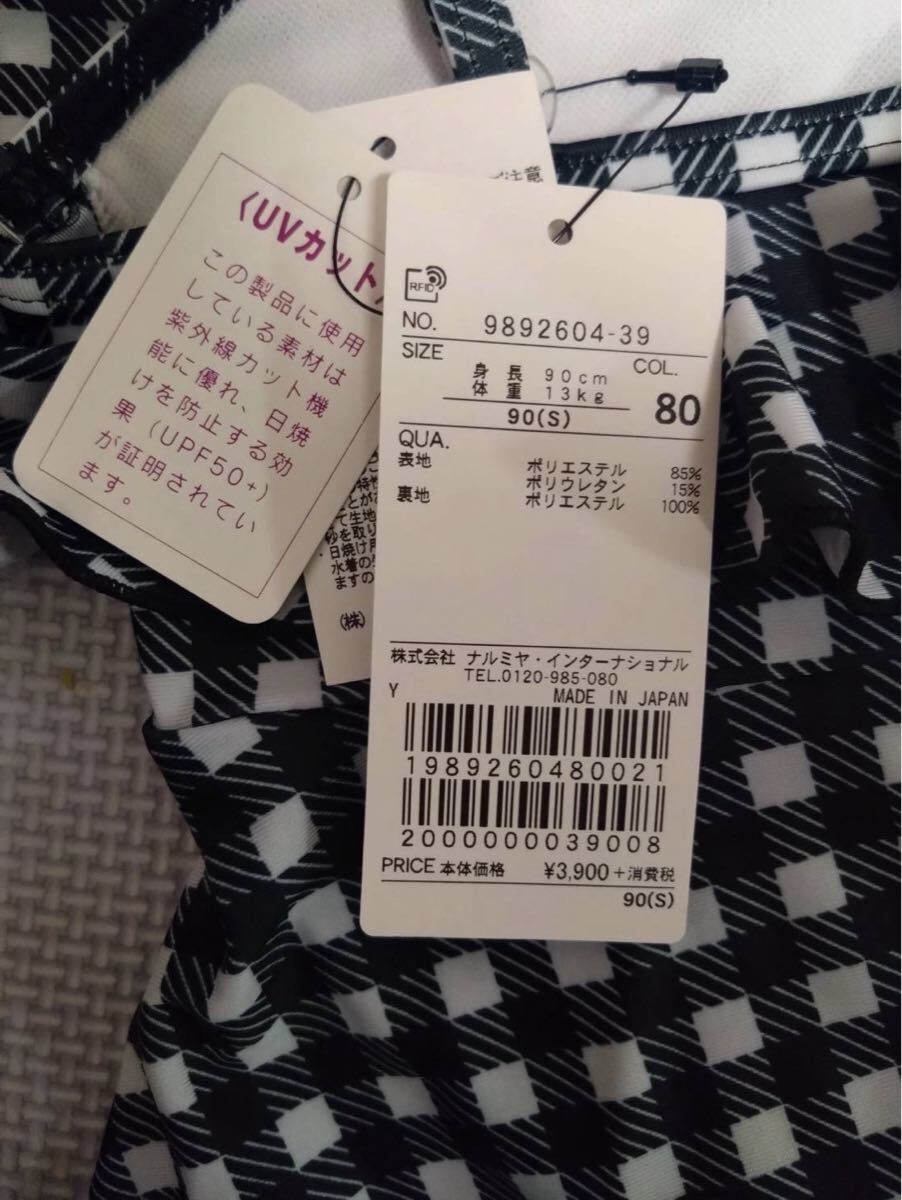 〈UVカット
この製品に使用
している素材は
紫外線カット機
能に優れ、日焼
けを防止する効
果（UPF50+）
が証明されてい
ます。
注意
(株)
RFID
NO. 9892604-39
SIZE COL.
身長 90cm
体重 13kg
90(S) 80
QUA.
表地 ポリエステル 85%
ポリウレタン 15%
裏地 ポリエステル 100%
株式会社 ナルミヤ・インターナショナル
TEL.0120-985-080
Y MADE IN JAPAN
1989260480021
2000000039008
PRICE 本体価格 ¥3,900+消費税
90(S)